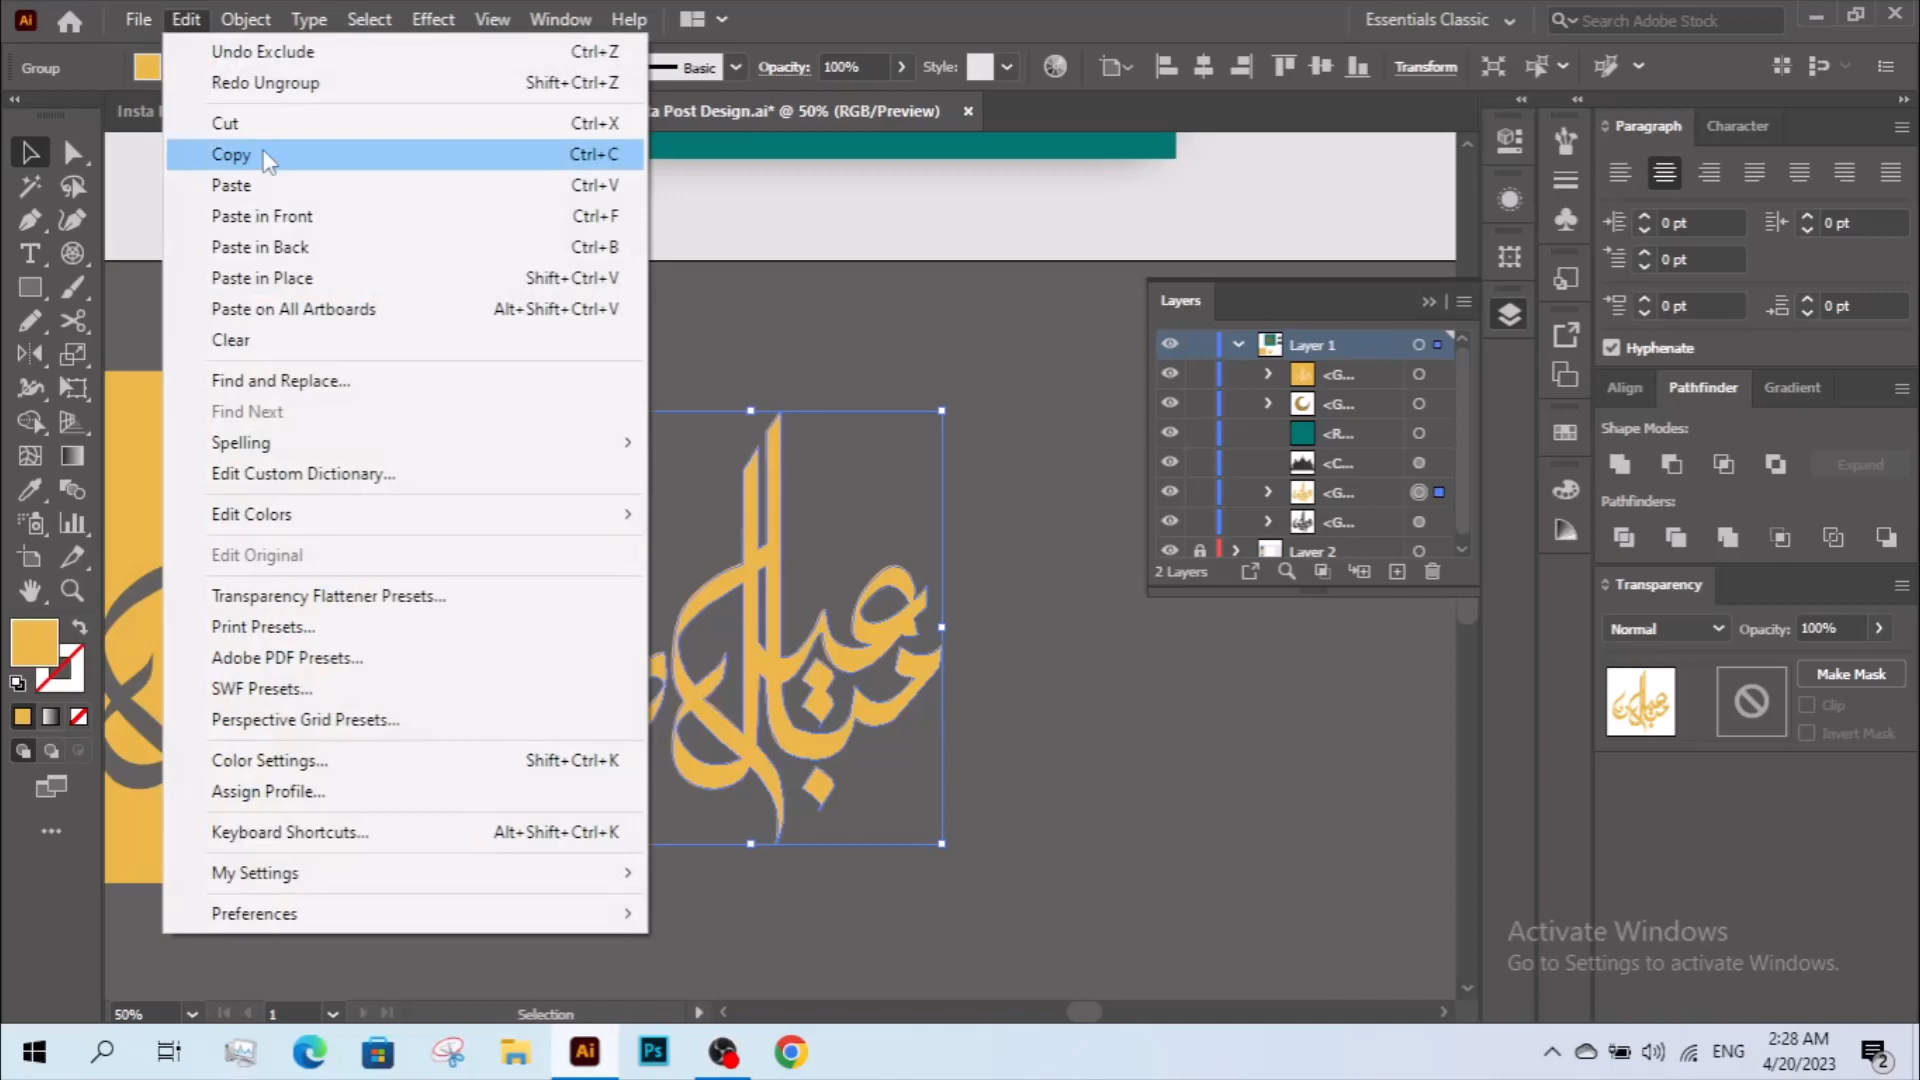 Ai File Edit Object Type Select Effect View Window Help Essentials Classic Search Adobe Stock
Group Basic Opacity: 100% Style: Transform
Insta ta Post Design.ai* @ 50% (RGB/Preview)
Undo Exclude Ctrl+Z
Redo Ungroup Shift+Ctrl+Z
Cut Ctrl+X
Copy Ctrl+C
Paste Ctrl+V
Paste in Front Ctrl+F
Paste in Back Ctrl+B
Paste in Place Shift+Ctrl+V
Paste on All Artboards Alt+Shift+Ctrl+V
Clear
Find and Replace...
Find Next
Spelling
Edit Custom Dictionary...
Edit Colors
Edit Original
Transparency Flattener Presets...
Print Presets...
Adobe PDF Presets...
SWF Presets...
Perspective Grid Presets...
Color Settings... Shift+Ctrl+K
Assign Profile...
Keyboard Shortcuts... Alt+Shift+Ctrl+K
My Settings
Preferences
Layers
Layer 1
<G...
<G...
<R...
<C...
<G...
<G...
Layer 2
2 Layers
Paragraph Character
0 pt 0 pt
0 pt
0 pt 0 pt
Hyphenate
Align Pathfinder Gradient
Shape Modes:
Expand
Pathfinders:
Transparency
Normal Opacity: 100%
Make Mask
Clip
Invert Mask
Activate Windows
Go to Settings to activate Windows.
50% 1 Selection
Ai Ps ENG 2:28 AM
4/20/2023 2